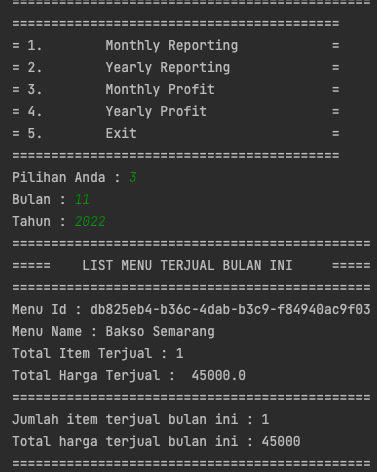 ==============================================
==========================================
= 1.        Monthly Reporting            =
= 2.        Yearly Reporting             =
= 3.        Monthly Profit               =
= 4.        Yearly Profit                =
= 5.        Exit                         =
==========================================
Pilihan Anda : 3
Bulan : 11
Tahun : 2022
==============================================
=====    LIST MENU TERJUAL BULAN INI     =====
==============================================
Menu Id : db825eb4-b36c-4dab-b3c9-f84940ac9f03
Menu Name : Bakso Semarang
Total Item Terjual : 1
Total Harga Terjual :  45000.0
==============================================
Jumlah item terjual bulan ini : 1
Total harga terjual bulan ini : 45000
==============================================